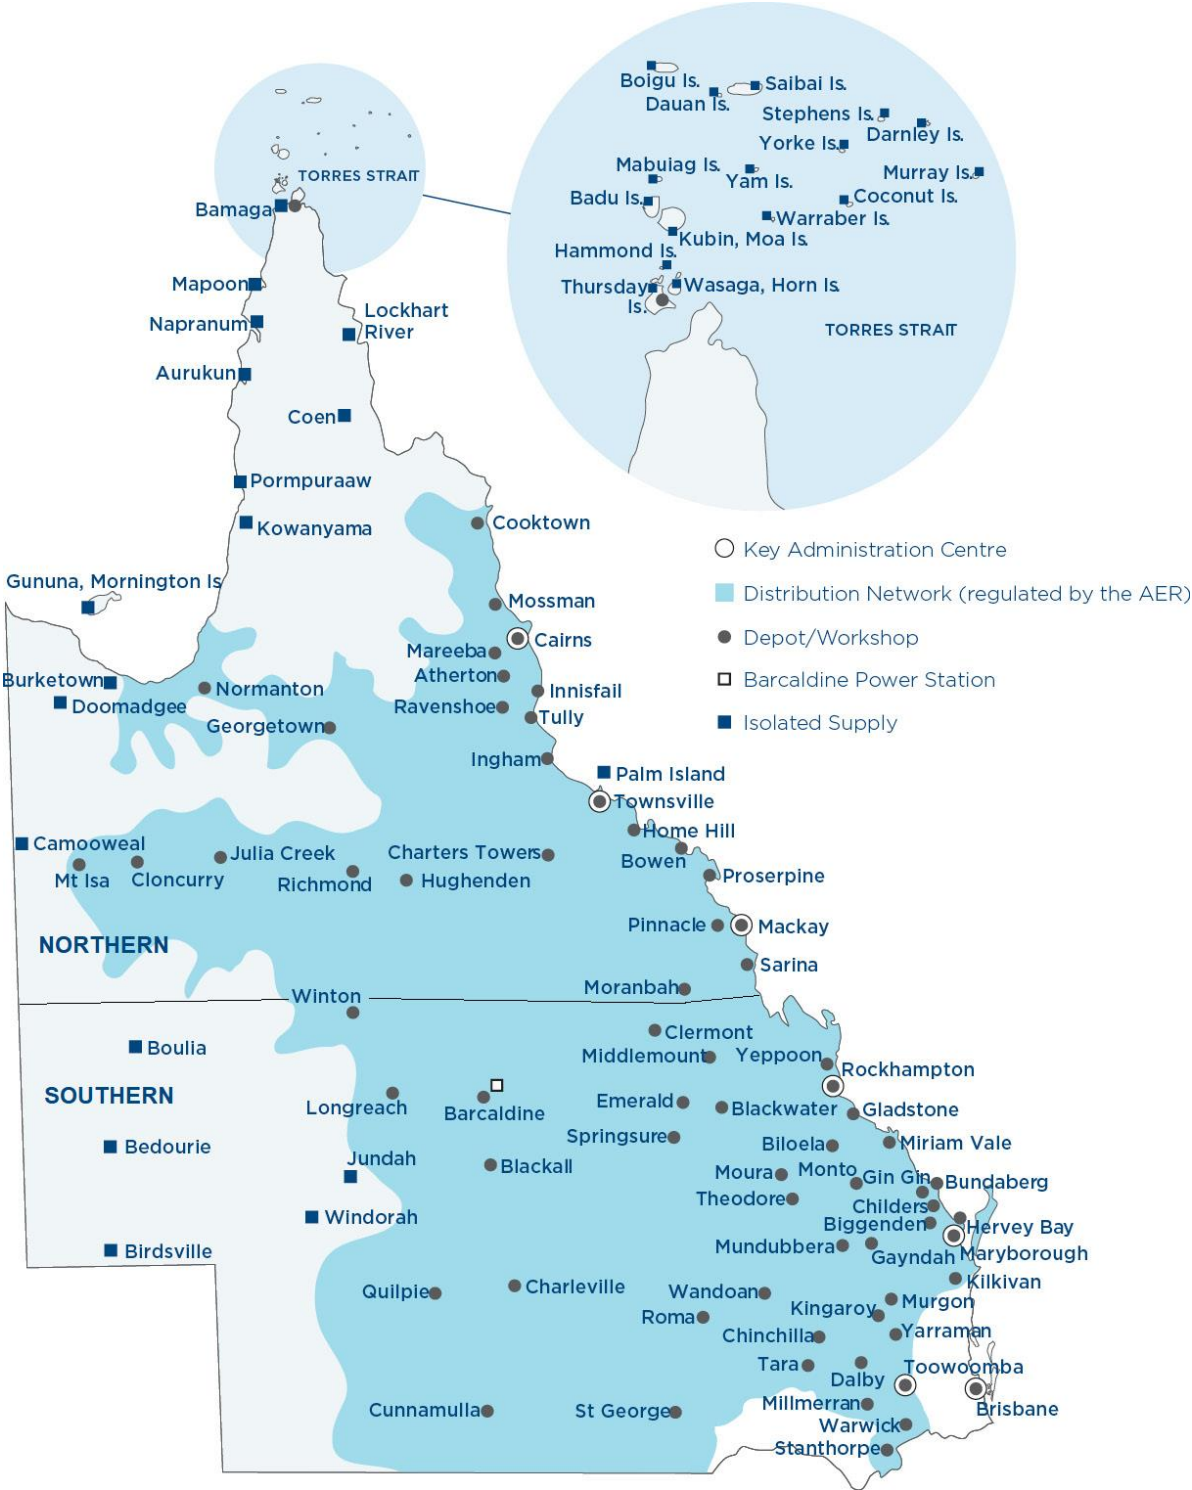 Boigu Is.
Saibai Is.
Dauan Is.
Stephens Is.
Darnley Is.
Yorke Is.
Mabuiag Is.
Yam Is.
Murray Is.
Badu Is.
Coconut Is.
Warraber Is.
Kubin, Moa Is.
Hammond Is.
Thursday
Is.
Wasaga, Horn Is.
TORRES STRAIT
TORRES STRAIT
Bamaga
Mapoon
Napranum
Lockhart
River
Aurukun
Coen
Pormpuraaw
Kowanyama
Cooktown
Gununa, Mornington Is
Mossman
Cairns
Mareeba
Atherton
Burketown
Doomadgee
Normanton
Innisfail
Ravenshoe
Tully
Georgetown
Ingham
Palm Island
Townsville
Home Hill
Bowen
Camooweal
Mt Isa
Cloncurry
Julia Creek
Richmond
Charters Towers
Hughenden
Proserpine
Pinnacle
Mackay
NORTHERN
Sarina
Moranbah
Winton
Key Administration Centre
Distribution Network (regulated by the AER)
Depot/Workshop
Barcaldine Power Station
Isolated Supply
Clermont
Middlemount
Yeppoon
Boulia
Rockhampton
SOUTHERN
Longreach
Barcaldine
Emerald
Blackwater
Gladstone
Springsure
Biloela
Miriam Vale
Bedourie
Jundah
Blackall
Moura
Monto
Gin Gin
Bundaberg
Theodore
Childers
Windorah
Biggenden
Hervey Bay
Birdsville
Mundubbera
Gayndah
Maryborough
Kilkivan
Quilpie
Charleville
Wandoan
Murgon
Kingaroy
Roma
Chinchilla
Yarraman
Tara
Dalby
Toowoomba
Cunnamulla
St George
Millmerran
Brisbane
Warwick
Stanthorpe